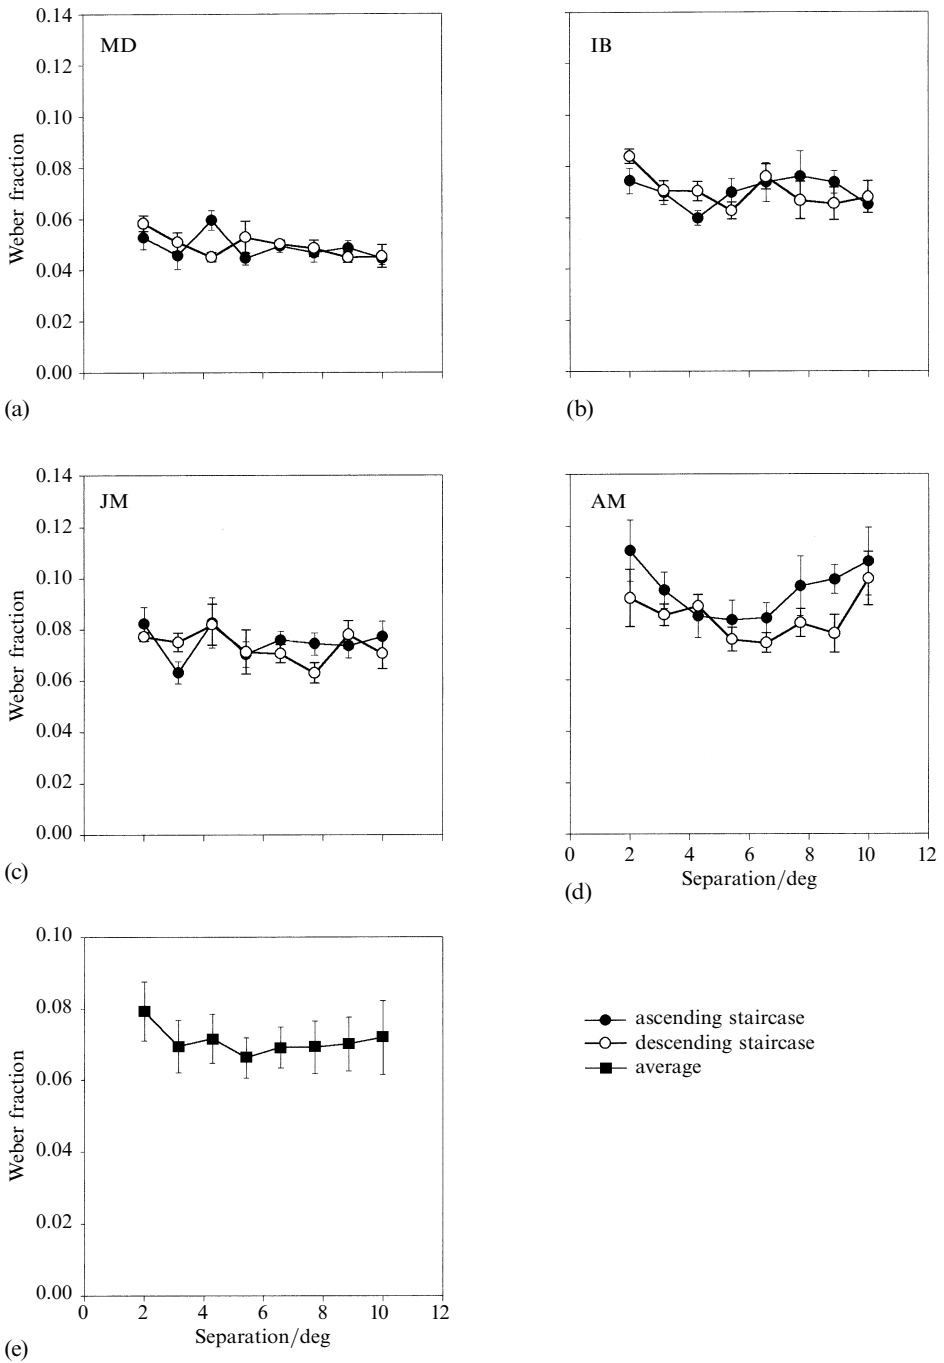 0.14
MD
IB
0.12
0.10
0.08
0.06
0.04
0.02
0.00
Weber fraction
(a)
(b)
0.14
JM
AM
0.12
0.10
0.08
0.06
0.04
0.02
0.00
Weber fraction
0 2 4 6 8 10 12
Separation/deg
(c)
(d)
0.10
0.08
0.06
0.04
0.02
0.00
Weber fraction
0 2 4 6 8 10 12
Separation/deg
(e)
ascending staircase
descending staircase
average